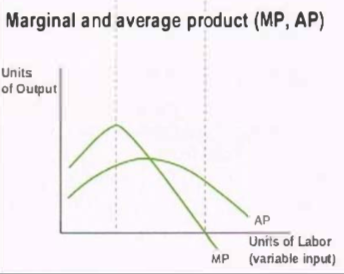 Marginal and average product (MP, AP)
Units
of Output
AP
Units of Labor
MP (variable input)